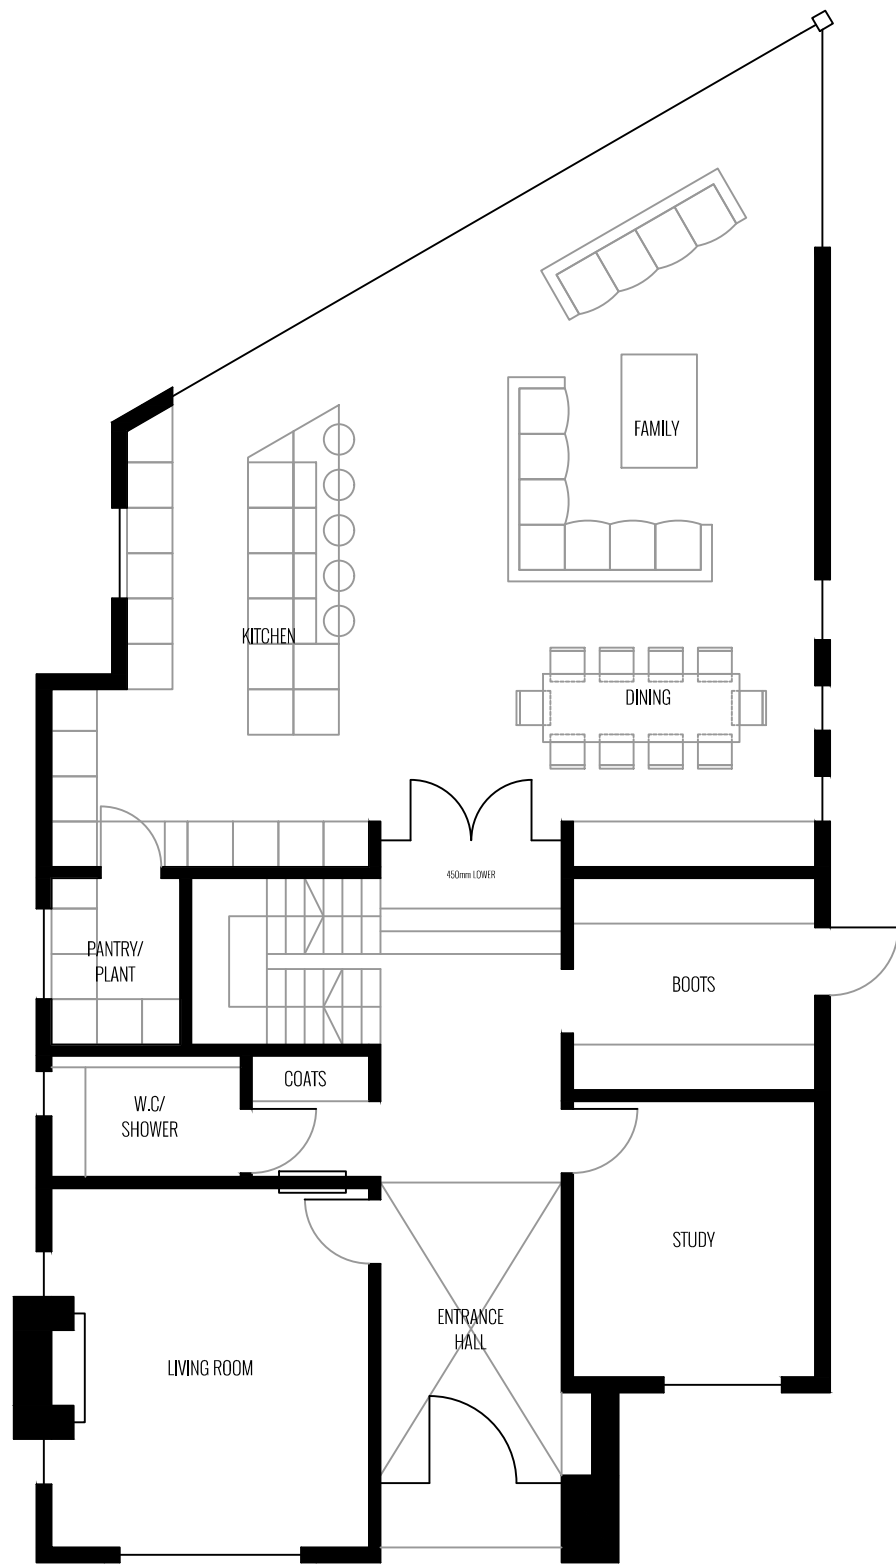 FAMILY
KITCHEN
DINING
450mm LOWER
PANTRY/
PLANT
BOOTS
COATS
W.C/
SHOWER
STUDY
ENTRANCE
HALL
LIVING ROOM